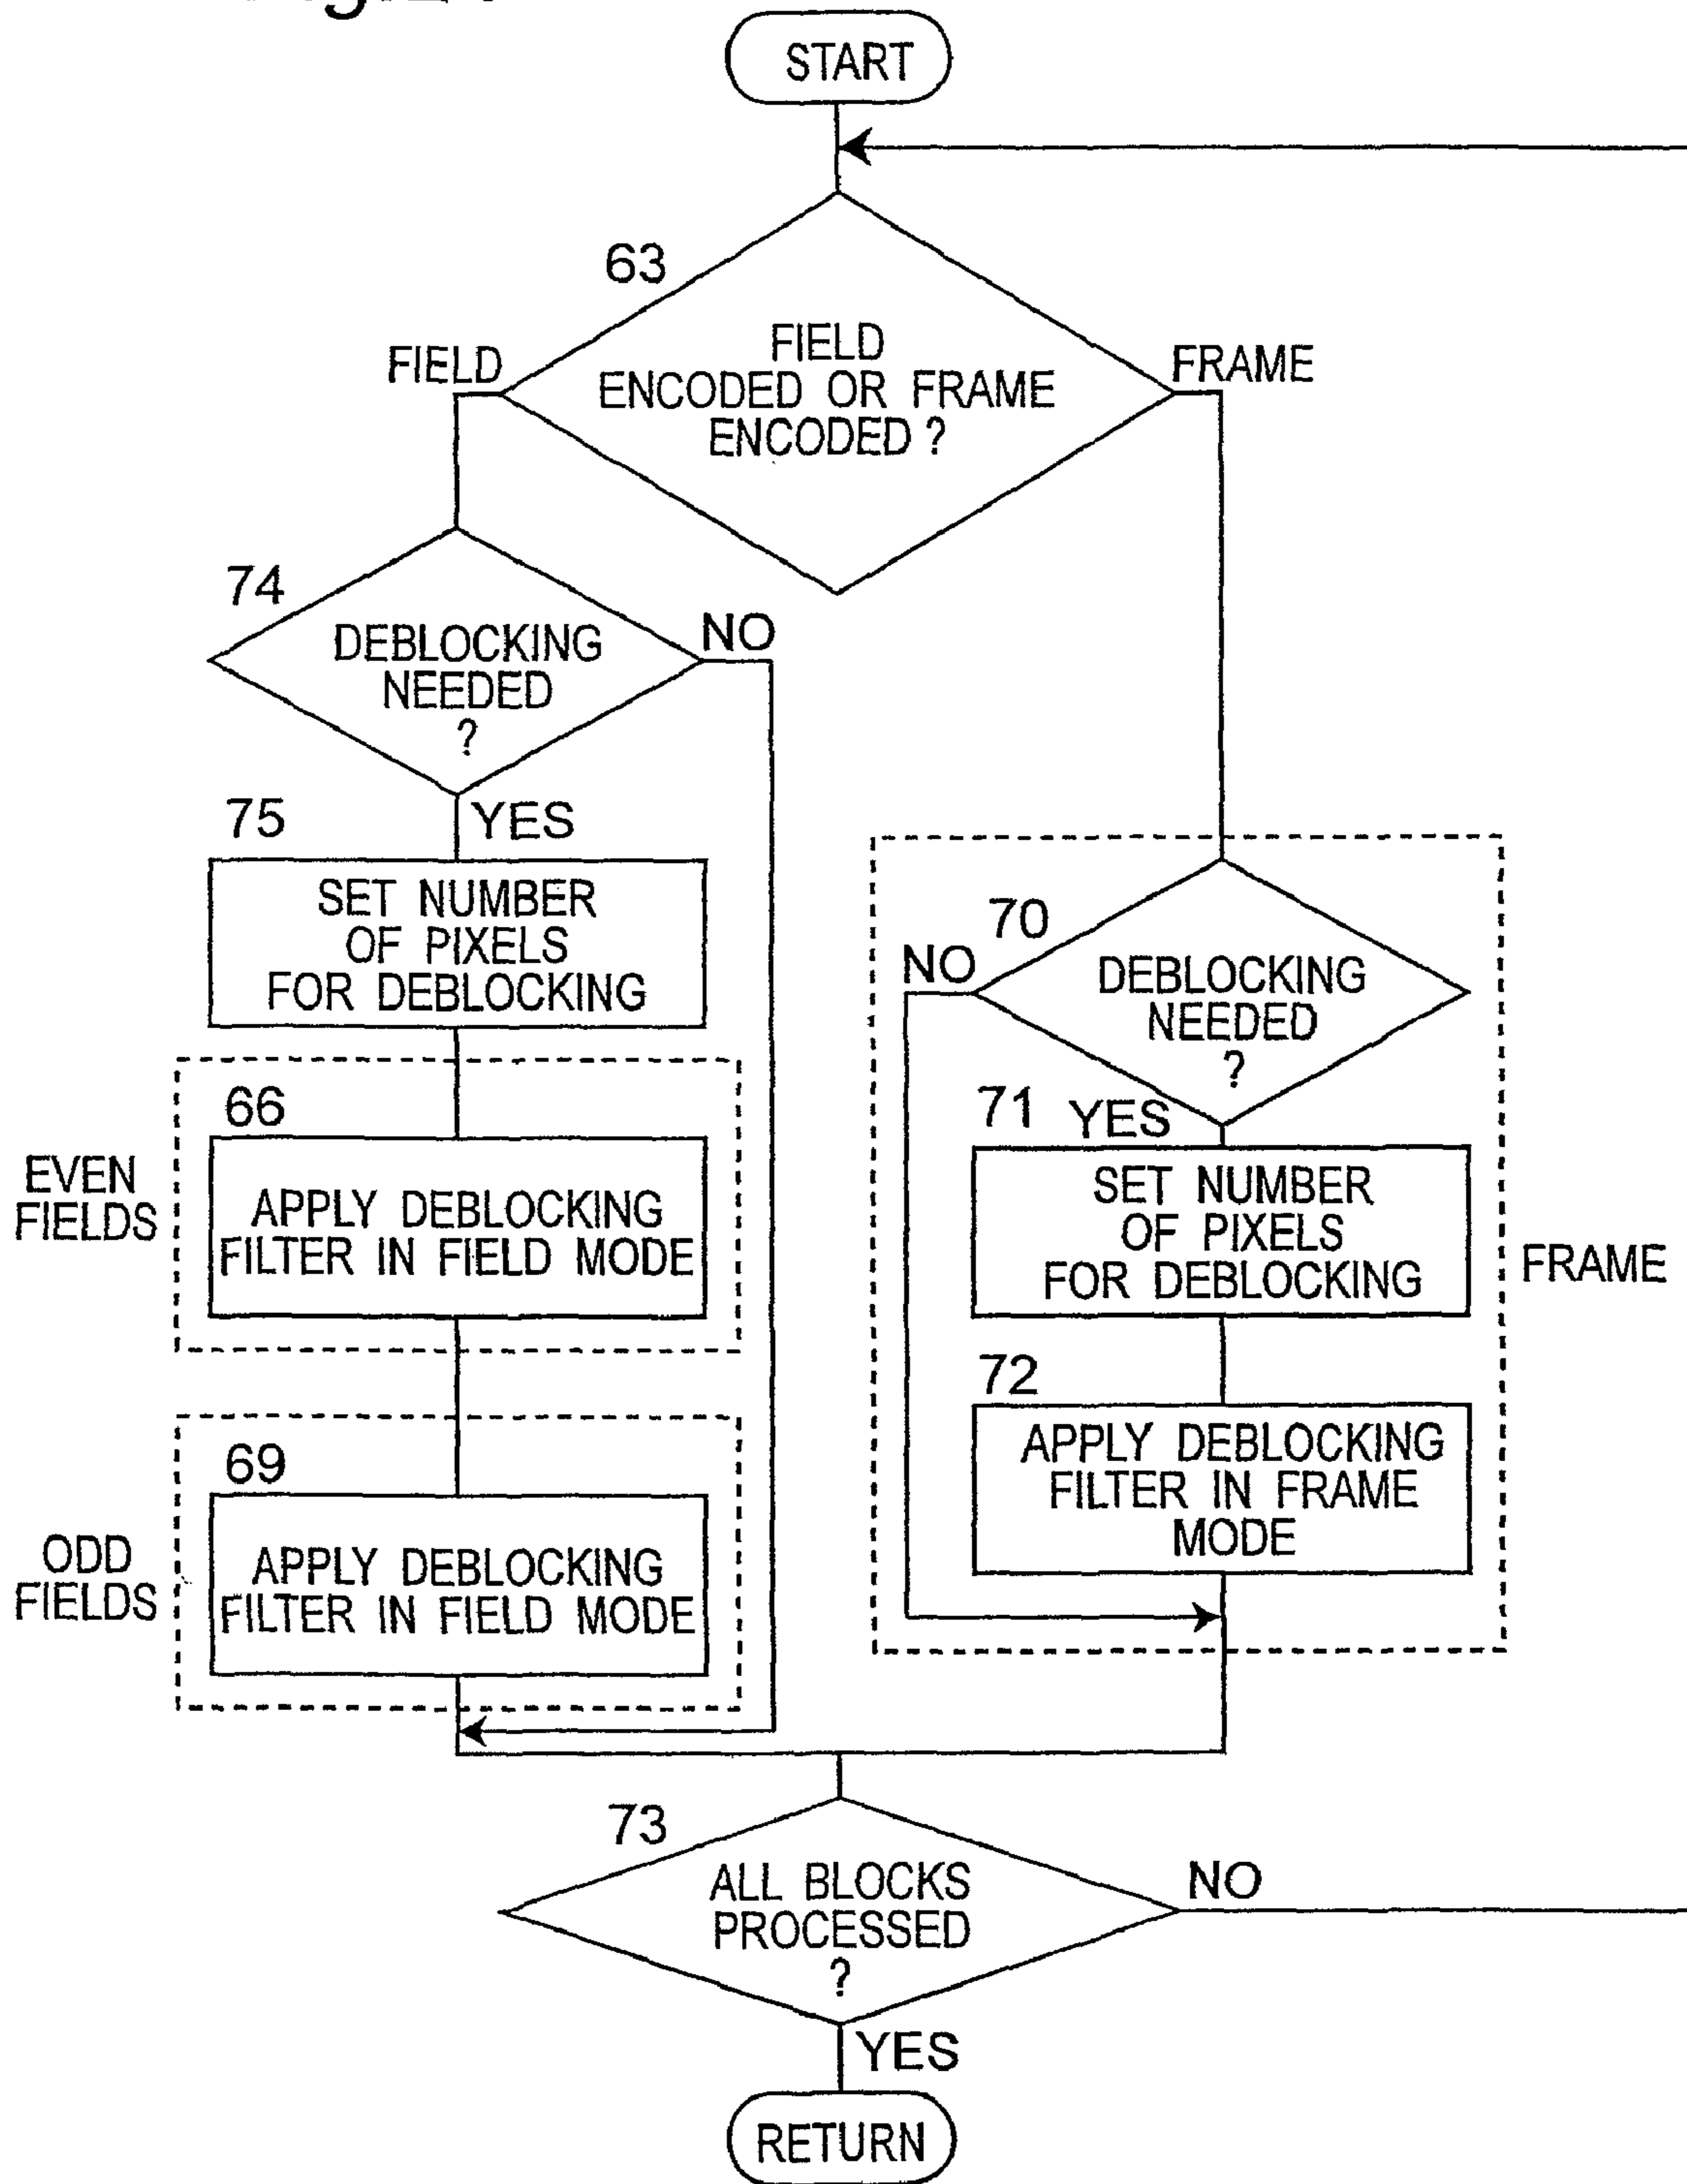 START
63
FIELD
ENCODED OR FRAME
ENCODED ?
FIELD
FRAME
74
DEBLOCKING
NEEDED
?
NO
YES
75
SET NUMBER
OF PIXELS
FOR DEBLOCKING
EVEN
FIELDS
66
APPLY DEBLOCKING
FILTER IN FIELD MODE
ODD
FIELDS
69
APPLY DEBLOCKING
FILTER IN FIELD MODE
70
DEBLOCKING
NEEDED
?
NO
YES
71
SET NUMBER
OF PIXELS
FOR DEBLOCKING
FRAME
72
APPLY DEBLOCKING
FILTER IN FRAME
MODE
73
ALL BLOCKS
PROCESSED
?
NO
YES
RETURN